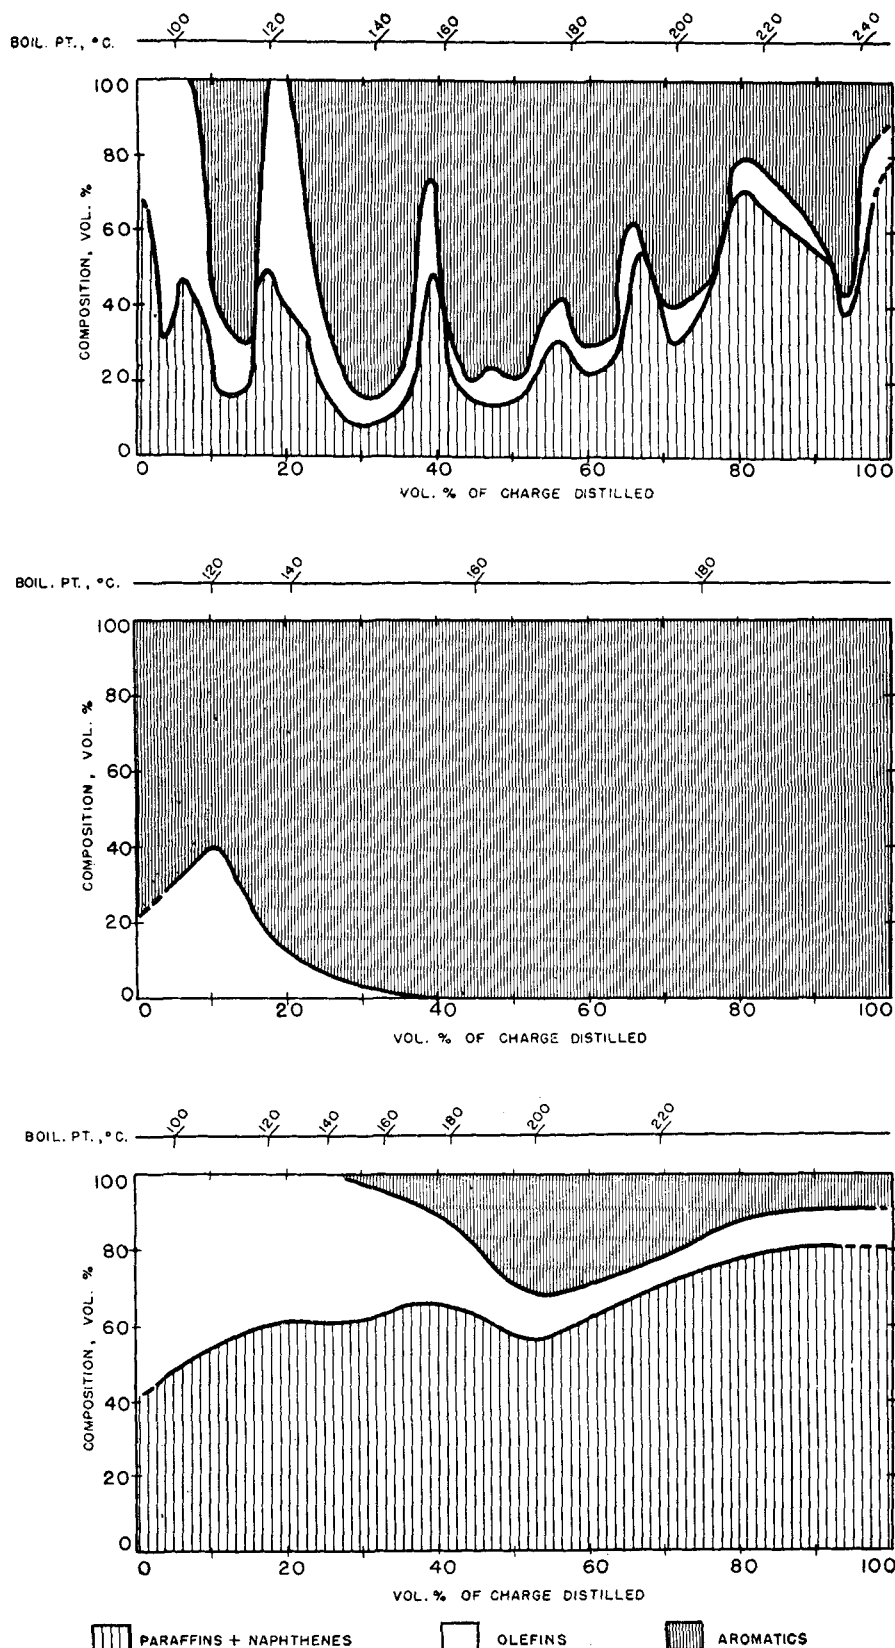 BOIL. PT., °C. 100 120 140 160 180 200 220 240
COMPOSITION, VOL. %
100
80
60
40
20
0
0 20 40 60 80 100
VOL. % OF CHARGE DISTILLED
BOIL. PT., °C. 120 140 160 180
COMPOSITION, VOL. %
100
80
60
40
20
0
0 20 40 60 80 100
VOL. % OF CHARGE DISTILLED
BOIL. PT., °C. 100 120 140 160 180 200 220
COMPOSITION, VOL. %
100
80
60
40
20
0
0 20 40 60 80 100
VOL. % OF CHARGE DISTILLED
PARAFFINS + NAPHTHENES OLEFINS AROMATICS